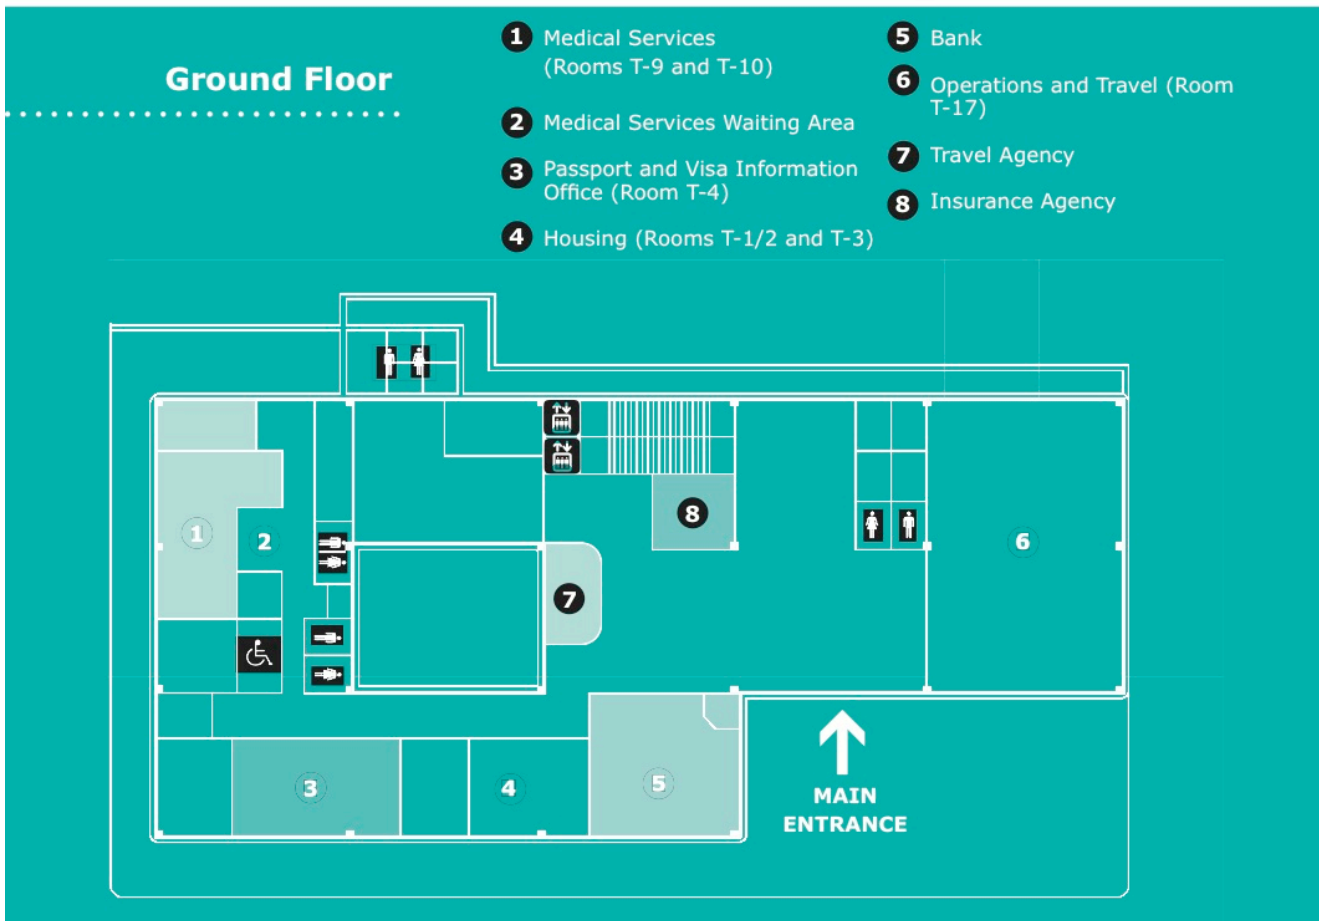 Ground Floor
1 Medical Services
(Rooms T-9 and T-10)
2 Medical Services Waiting Area
3 Passport and Visa Information
Office (Room T-4)
4 Housing (Rooms T-1/2 and T-3)
5 Bank
6 Operations and Travel (Room
T-17)
7 Travel Agency
8 Insurance Agency
8
1
2
6
7
3
4
5
MAIN
ENTRANCE